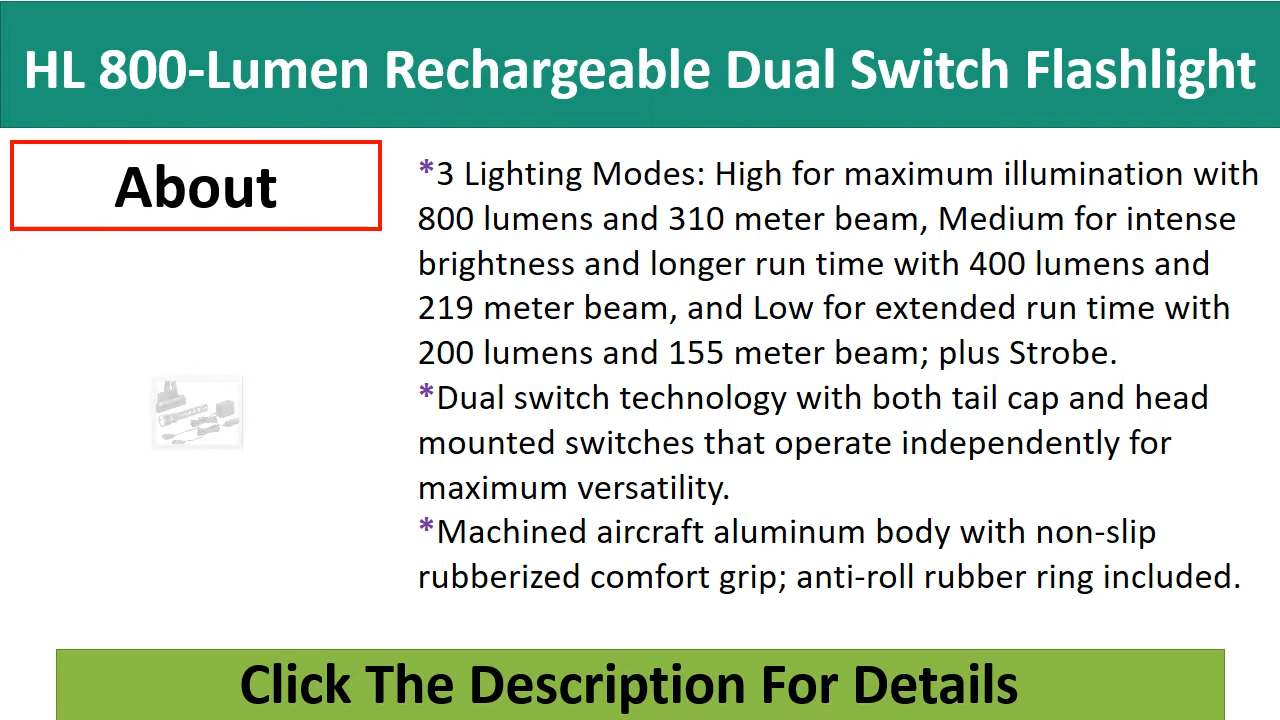 HL 800-Lumen Rechargeable Dual Switch Flashlight
About
*3 Lighting Modes: High for maximum illumination with
800 lumens and 310 meter beam, Medium for intense
brightness and longer run time with 400 lumens and
219 meter beam, and Low for extended run time with
200 lumens and 155 meter beam; plus Strobe.
*Dual switch technology with both tail cap and head
mounted switches that operate independently for
maximum versatility.
*Machined aircraft aluminum body with non-slip
rubberized comfort grip; anti-roll rubber ring included.
Click The Description For Details